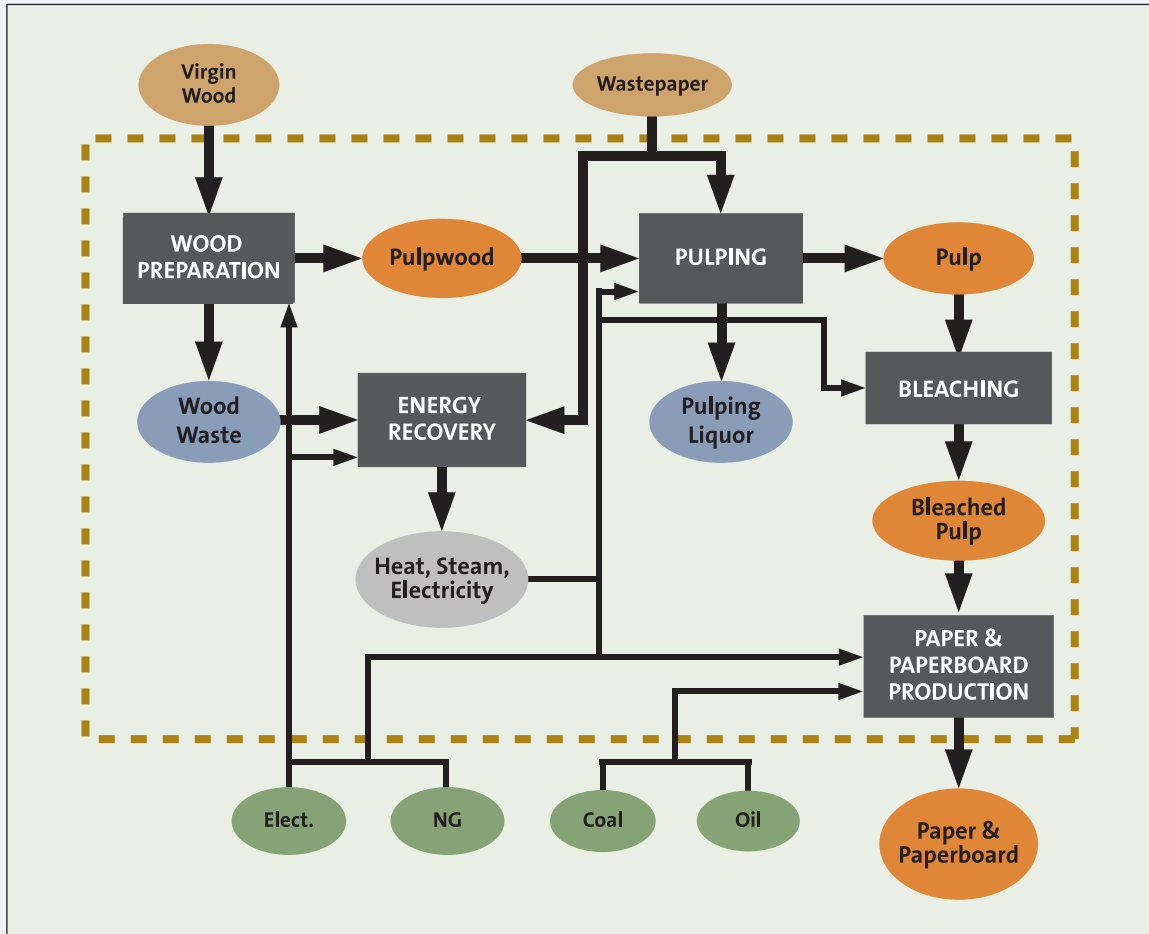 Virgin
Wood
Wastepaper
WOOD
PREPARATION
Pulpwood
PULPING
Pulp
Wood
Waste
ENERGY
RECOVERY
Pulping
Liquor
BLEACHING
Bleached
Pulp
Heat, Steam,
Electricity
PAPER &
PAPERBOARD
PRODUCTION
Elect.
NG
Coal
Oil
Paper &
Paperboard